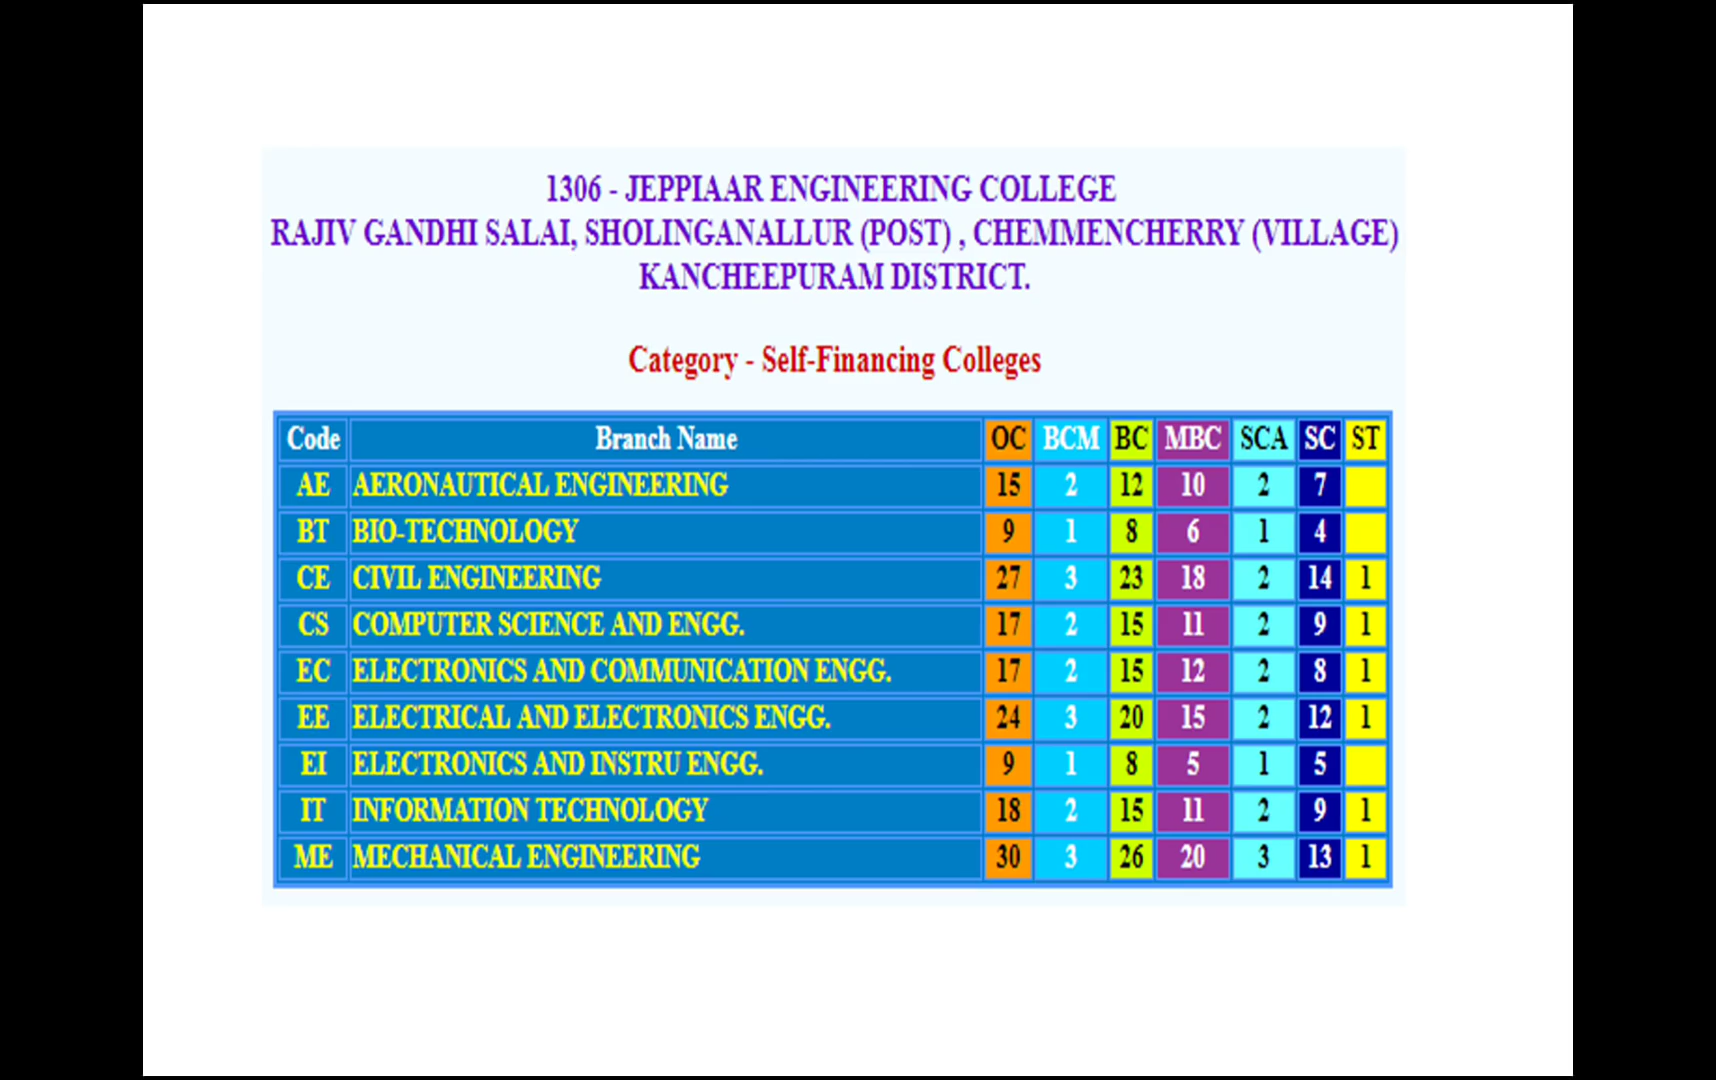 1306 - JEPPIAAR ENGINEERING COLLEGE
RAJIV GANDHI SALAI, SHOLINGANALLUR (POST) , CHEMMENCHERRY (VILLAGE)
KANCHEEPURAM DISTRICT.
Category - Self-Financing Colleges
Code Branch Name OC BCM BC MBC SCA SC ST
AE AERONAUTICAL ENGINEERING 15 2 12 10 2 7
BT BIO-TECHNOLOGY 9 1 8 6 1 4
CE CIVIL ENGINEERING 27 3 23 18 2 14 1
CS COMPUTER SCIENCE AND ENGG. 17 2 15 11 2 9 1
EC ELECTRONICS AND COMMUNICATION ENGG. 17 2 15 12 2 8 1
EE ELECTRICAL AND ELECTRONICS ENGG. 24 3 20 15 2 12 1
EI ELECTRONICS AND INSTRU ENGG. 9 1 8 5 1 5
IT INFORMATION TECHNOLOGY 18 2 15 11 2 9 1
ME MECHANICAL ENGINEERING 30 3 26 20 3 13 1